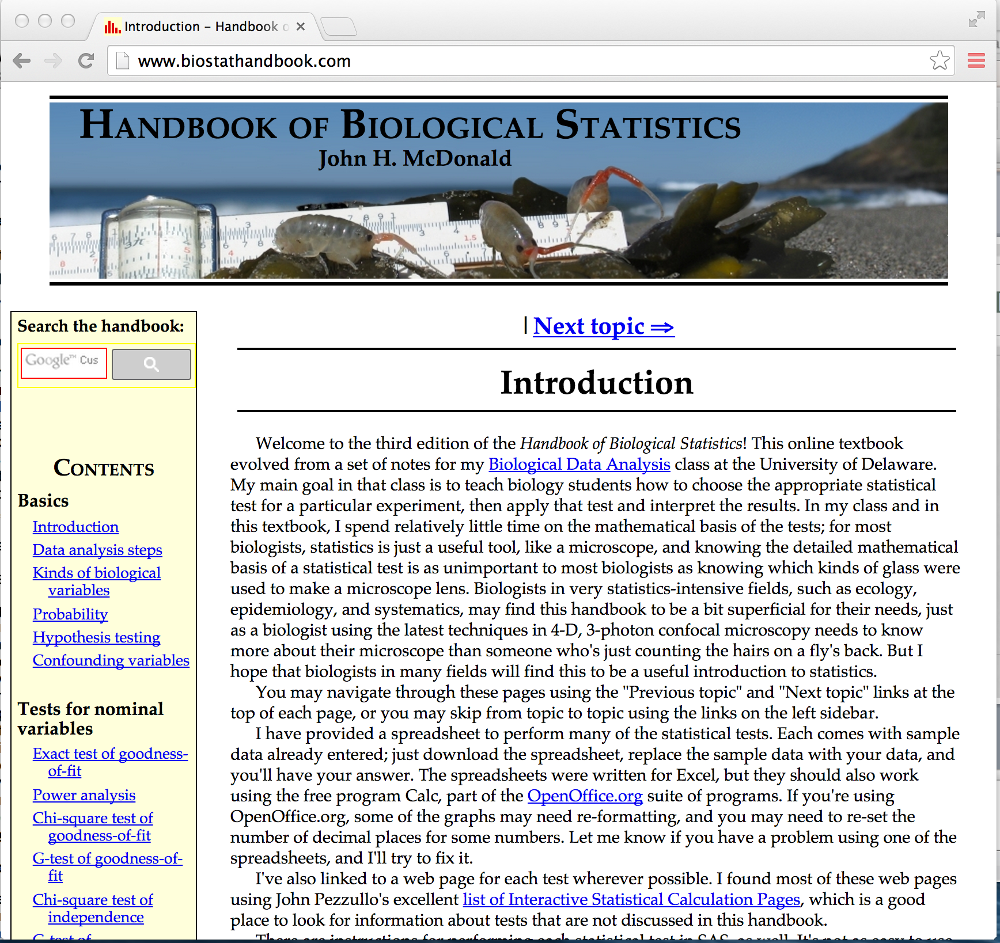 Introduction – Handbook o
www.biostathandbook.com
HANDBOOK OF BIOLOGICAL STATISTICS
John H. McDonald
Search the handbook:
Google™ Cus
CONTENTS
Basics
Introduction
Data analysis steps
Kinds of biological
variables
Probability
Hypothesis testing
Confounding variables
Tests for nominal
variables
Exact test of goodness-
of-fit
Power analysis
Chi-square test of
goodness-of-fit
G-test of goodness-of-
fit
Chi-square test of
independence
G-test of
| Next topic ⇒
Introduction
Welcome to the third edition of the Handbook of Biological Statistics! This online textbook
evolved from a set of notes for my Biological Data Analysis class at the University of Delaware.
My main goal in that class is to teach biology students how to choose the appropriate statistical
test for a particular experiment, then apply that test and interpret the results. In my class and in
this textbook, I spend relatively little time on the mathematical basis of the tests; for most
biologists, statistics is just a useful tool, like a microscope, and knowing the detailed mathematical
basis of a statistical test is as unimportant to most biologists as knowing which kinds of glass were
used to make a microscope lens. Biologists in very statistics-intensive fields, such as ecology,
epidemiology, and systematics, may find this handbook to be a bit superficial for their needs, just
as a biologist using the latest techniques in 4-D, 3-photon confocal microscopy needs to know
more about their microscope than someone who's just counting the hairs on a fly's back. But I
hope that biologists in many fields will find this to be a useful introduction to statistics.
You may navigate through these pages using the "Previous topic" and "Next topic" links at the
top of each page, or you may skip from topic to topic using the links on the left sidebar.
I have provided a spreadsheet to perform many of the statistical tests. Each comes with sample
data already entered; just download the spreadsheet, replace the sample data with your data, and
you'll have your answer. The spreadsheets were written for Excel, but they should also work
using the free program Calc, part of the OpenOffice.org suite of programs. If you're using
OpenOffice.org, some of the graphs may need re-formatting, and you may need to re-set the
number of decimal places for some numbers. Let me know if you have a problem using one of the
spreadsheets, and I'll try to fix it.
I've also linked to a web page for each test wherever possible. I found most of these web pages
using John Pezzullo's excellent list of Interactive Statistical Calculation Pages, which is a good
place to look for information about tests that are not discussed in this handbook.
There are instructions for performing each statistical test in SAS, as well. It's not as easy to use